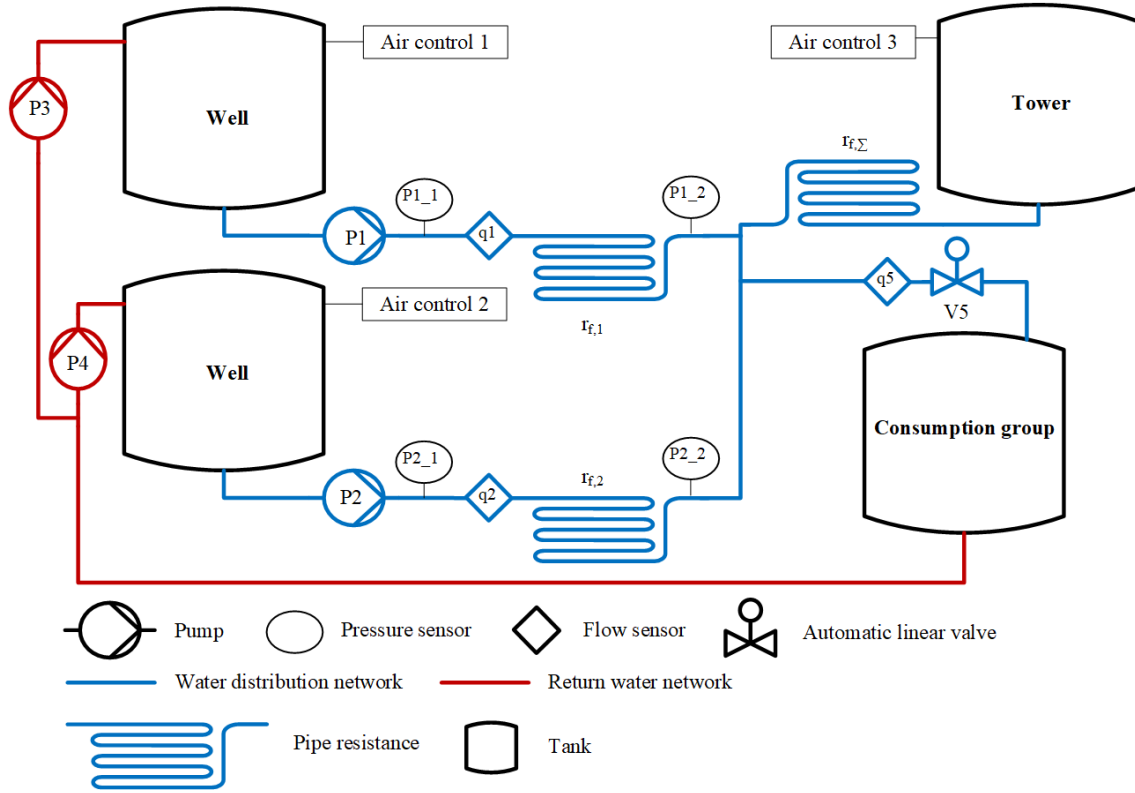 Air control 1
Air control 3
P3
Well
Tower
r_f,∑
P1_1
P1_2
P1
q1
r_f,1
q5
V5
Air control 2
P4
Well
Consumption group
P2_1
P2_2
r_f,2
P2
q2
Pump
Pressure sensor
Flow sensor
Automatic linear valve
Water distribution network
Return water network
Pipe resistance
Tank